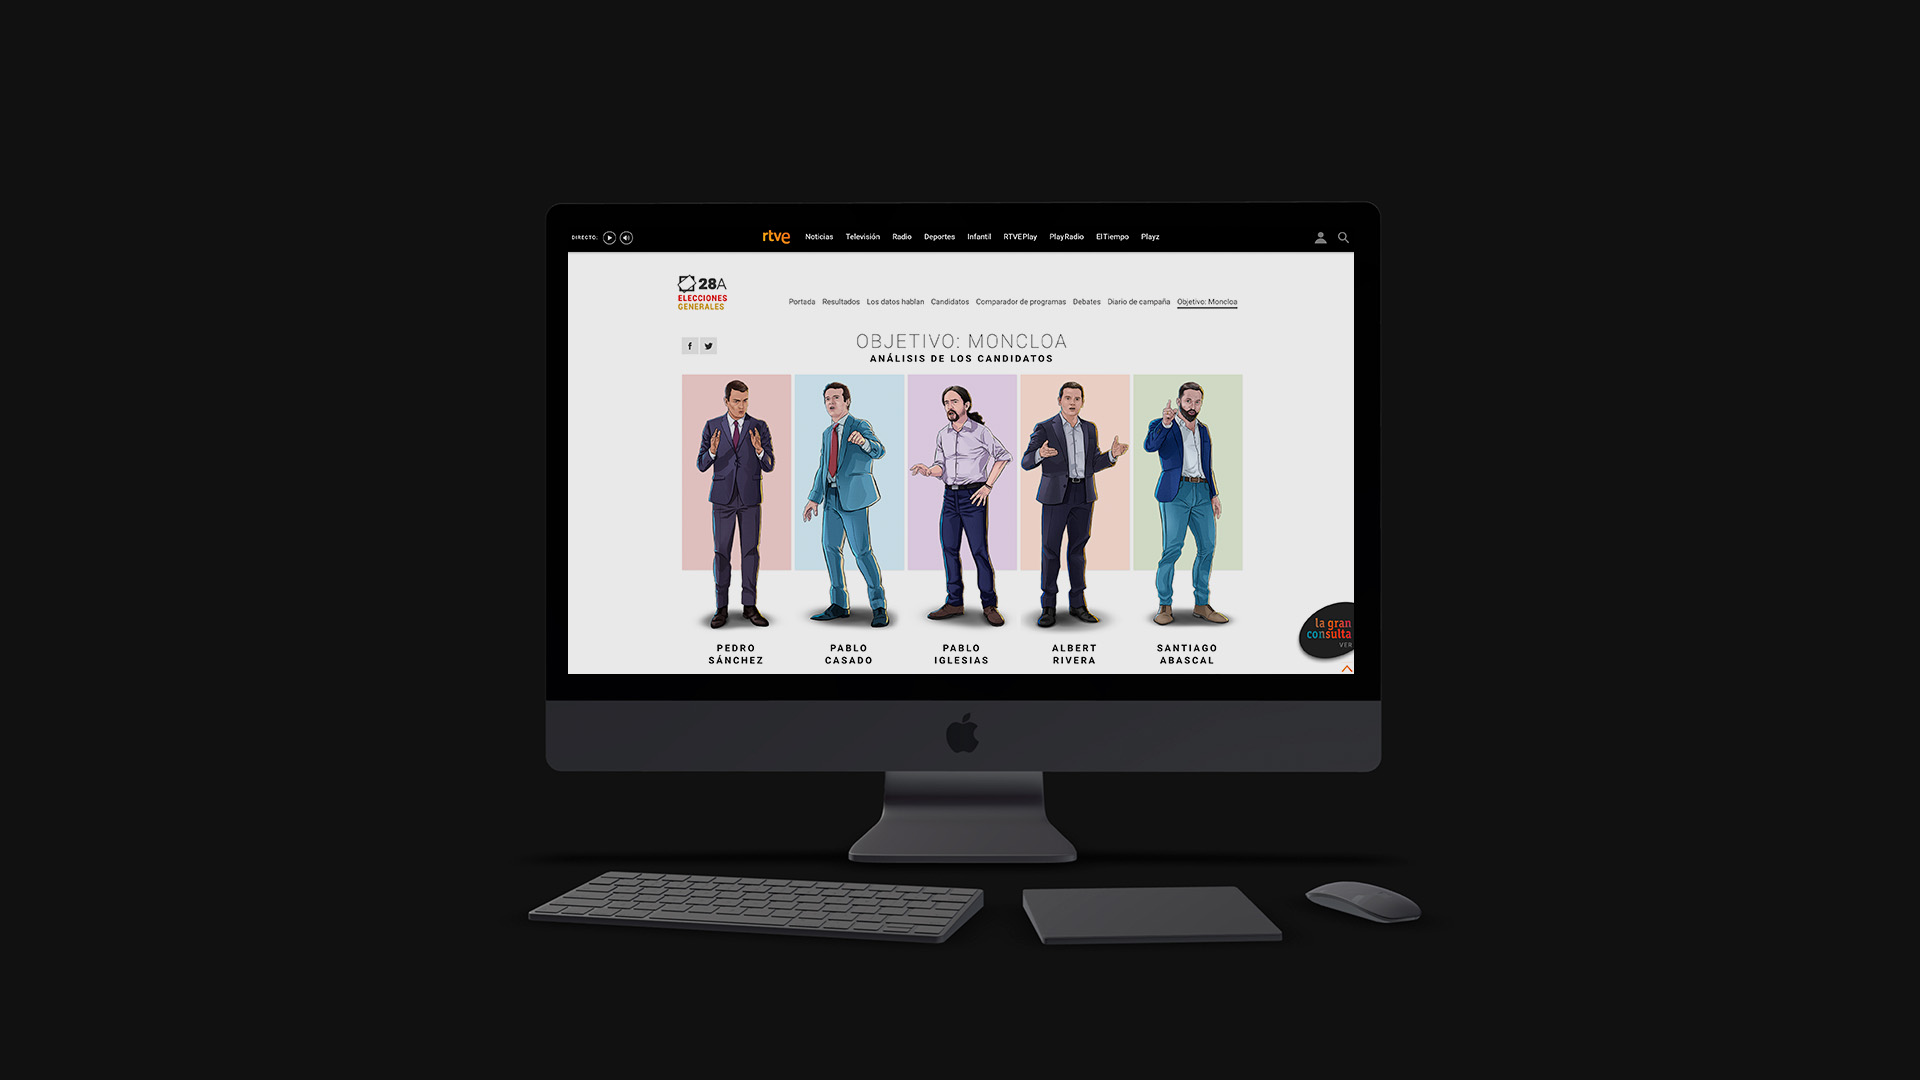 DIRECTO:
rtve Noticias Televisión Radio Deportes Infantil RTVEPlay PlayRadio ElTiempo Playz
28A
ELECCIONES
GENERALES
Portada Resultados Los datos hablan Candidatos Comparador de programas Debates Diario de campaña Objetivo: Moncloa
OBJETIVO: MONCLOA
ANÁLISIS DE LOS CANDIDATOS
PEDRO
SÁNCHEZ
PABLO
CASADO
PABLO
IGLESIAS
ALBERT
RIVERA
SANTIAGO
ABASCAL
la gran
consulta
VER